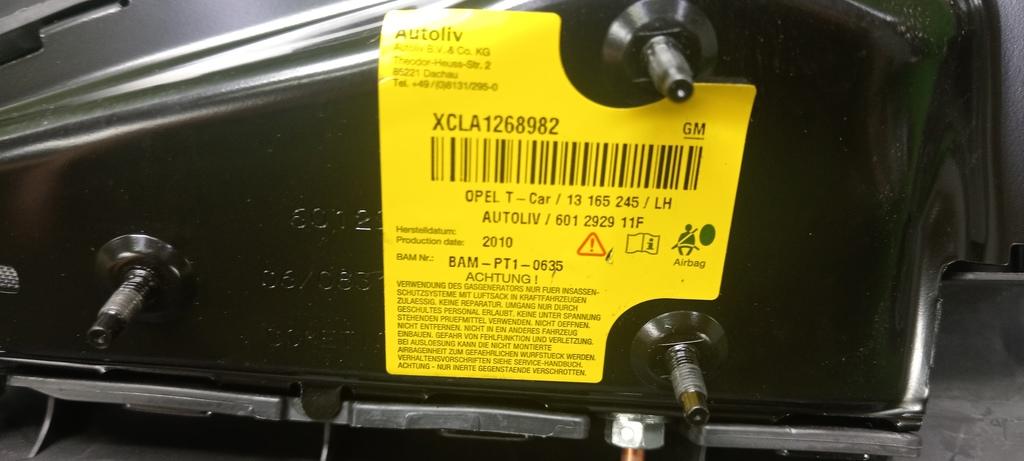 Autoliv
Autoliv B.V. & Co. KG
Theodor-Heuss-Str. 2
85221 Dachau
Tel. +49/(0)8131/295-0
XCLA1268982
GM
OPEL T-Car / 13 165 245 / LH
AUTOLIV / 601 2929 11F
Herstelldatum:
Production date: 2010
BAM Nr.: BAM-PT1-0635
Airbag
ACHTUNG !
VERWENDUNG DES GASGENERATORS NUR FUER INSASSEN-
SCHUTZSYSTEME MIT LUFTSACK IN KRAFTFAHRZEUGEN
ZULAESSIG. KEINE REPARATUR. UMGANG NUR DURCH
GESCHULTES PERSONAL ERLAUBT. KEINE UNTER SPANNUNG
STEHENDEN PRUEFMITTEL VERWENDEN. NICHT OEFFNEN.
NICHT ENTFERNEN. NICHT IN EIN ANDERES FAHRZEUG
EINBAUEN. GEFAHR VON FEHLFUNKTION UND VERLETZUNG.
BEI AUSLOESUNG KANN DIE NICHT MONTIERTE
AIRBAGEINHEIT ZUM GEFAEHRLICHEN WURFSTUECK WERDEN.
VERHALTENSVORSCHRIFTEN SIEHE SERVICE-HANDBUCH.
ACHTUNG - NUR INERTE GEGENSTAENDE VERSCHROTTEN.